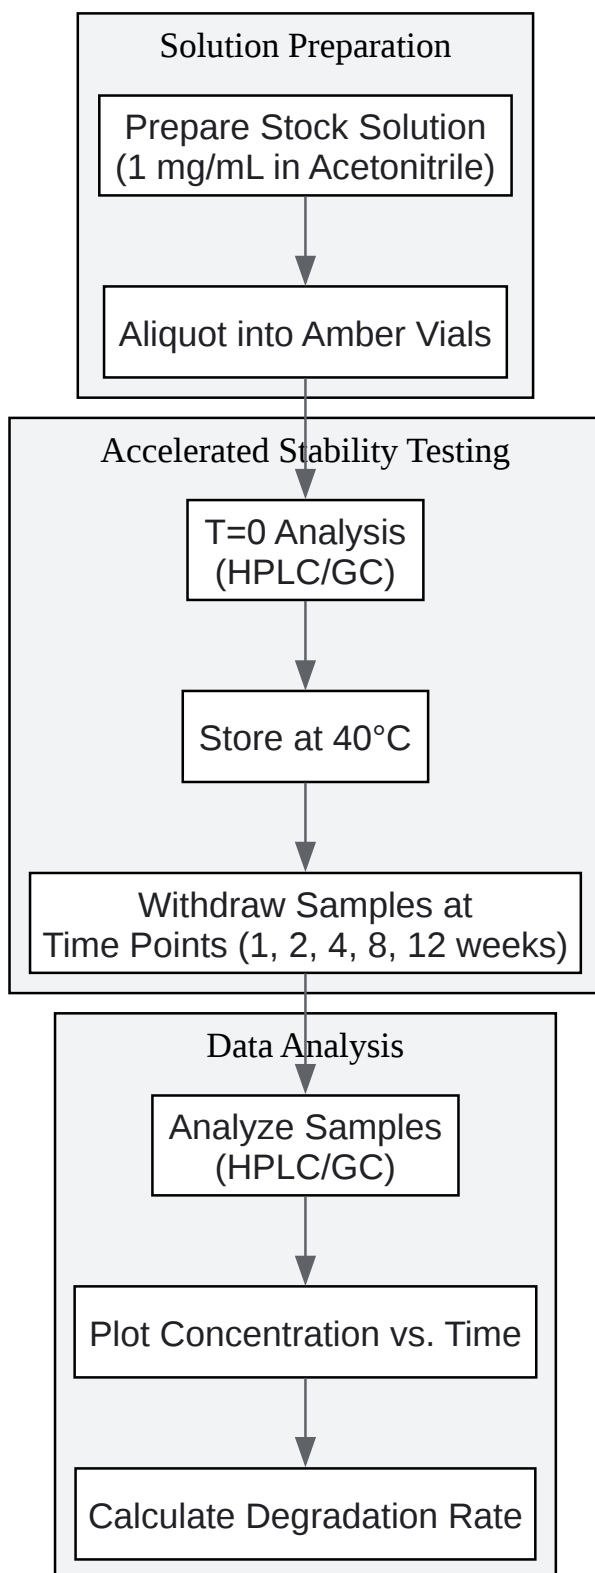 Solution Preparation
Prepare Stock Solution
(1 mg/mL in Acetonitrile)
Aliquot into Amber Vials
Accelerated Stability Testing
T=0 Analysis
(HPLC/GC)
Store at 40°C
Withdraw Samples at
Time Points (1, 2, 4, 8, 12 weeks)
Data Analysis
Analyze Samples
(HPLC/GC)
Plot Concentration vs. Time
Calculate Degradation Rate